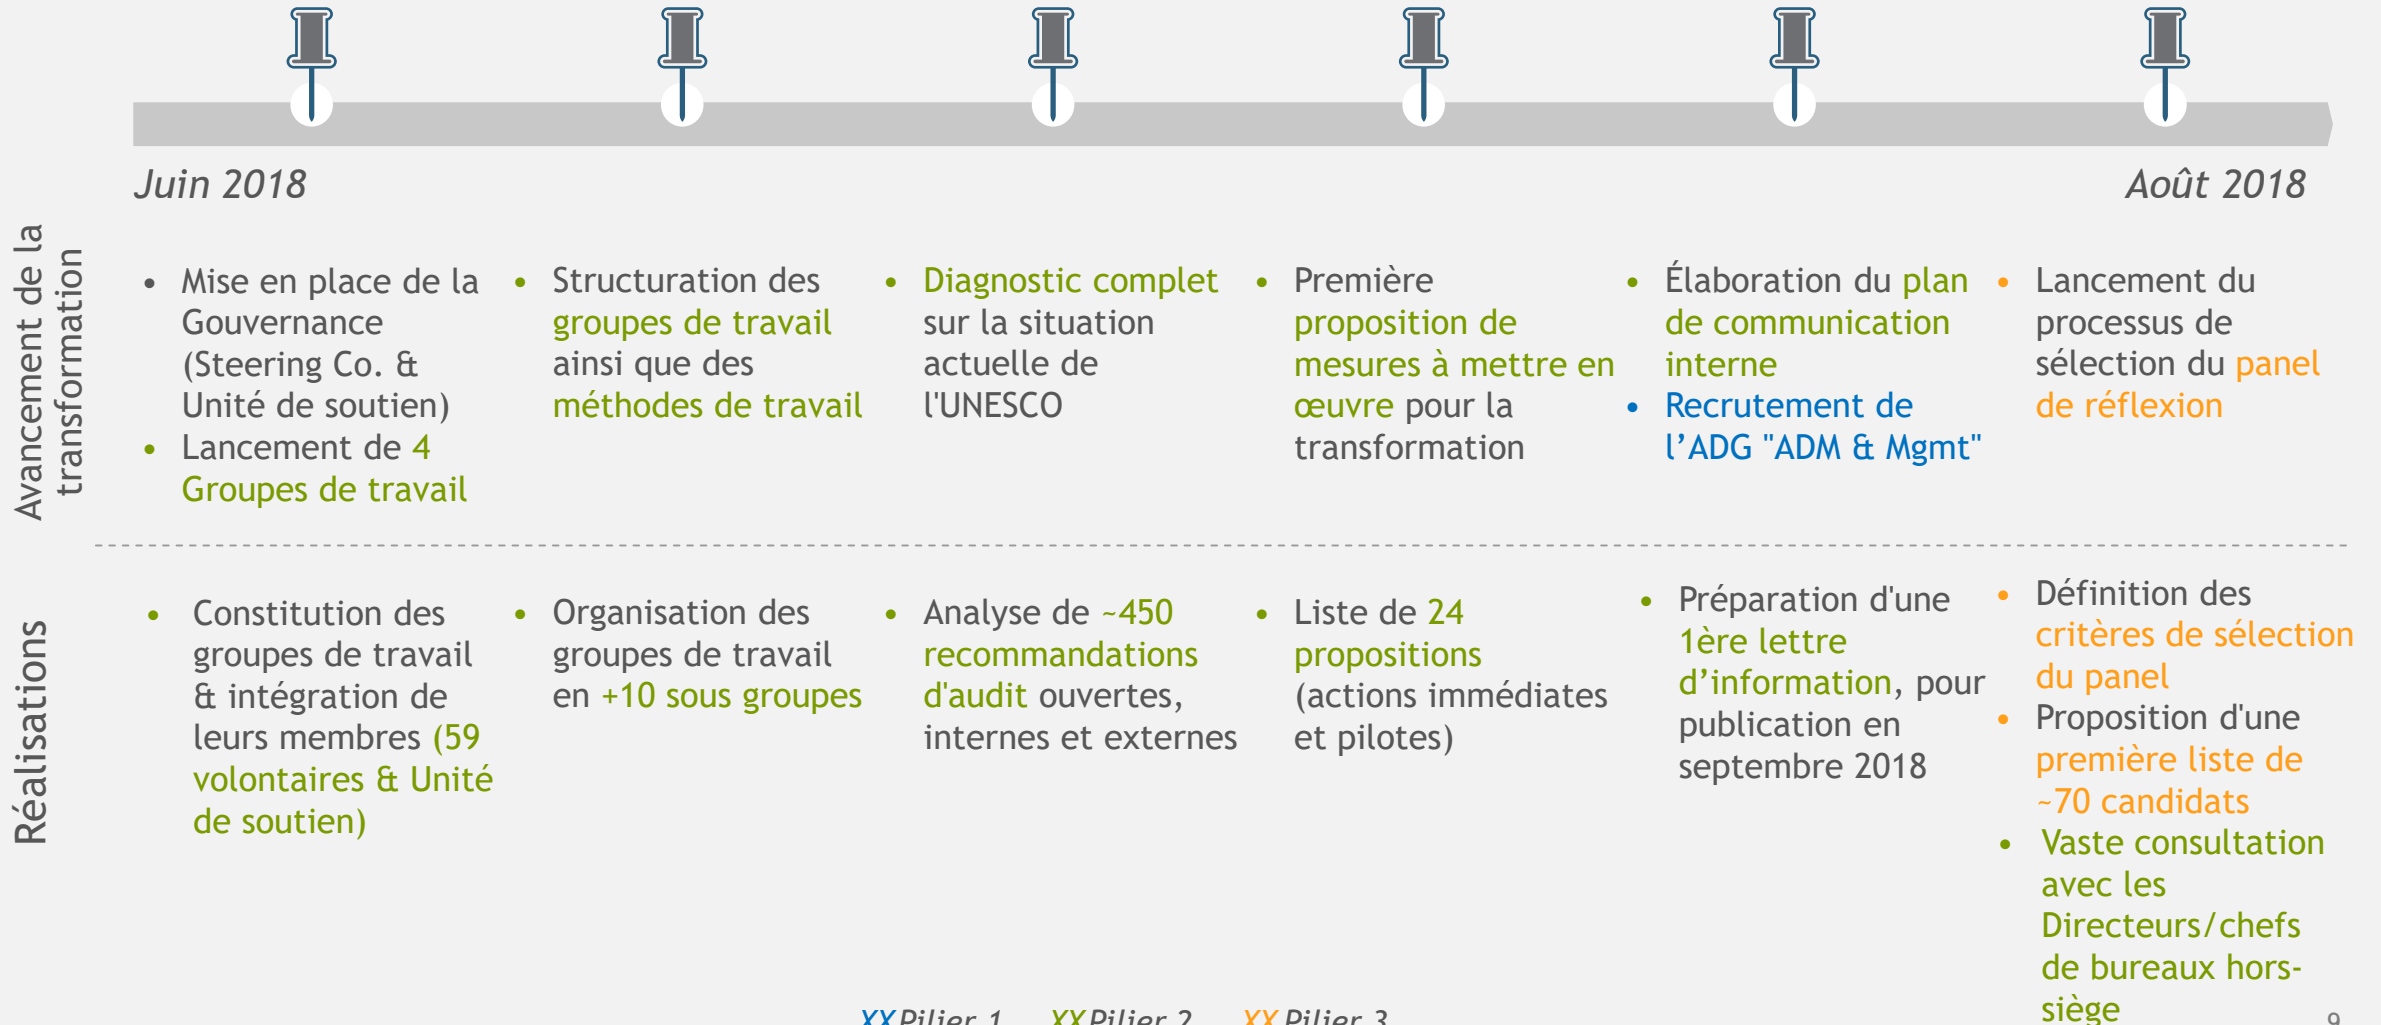 Juin 2018
Août 2018
Avancement de la
transformation
• Mise en place de la
Gouvernance
(Steering Co. &
Unité de soutien)
• Lancement de 4
Groupes de travail
• Structuration des
groupes de travail
ainsi que des
méthodes de travail
• Diagnostic complet
sur la situation
actuelle de
l'UNESCO
• Première
proposition de
mesures à mettre en
œuvre pour la
transformation
• Élaboration du plan
de communication
interne
• Recrutement de
l’ADG "ADM & Mgmt"
• Lancement du
processus de
sélection du panel
de réflexion
Réalisations
• Constitution des
groupes de travail
& intégration de
leurs membres (59
volontaires & Unité
de soutien)
• Organisation des
groupes de travail
en +10 sous groupes
• Analyse de ~450
recommandations
d'audit ouvertes,
internes et externes
• Liste de 24
propositions
(actions immédiates
et pilotes)
• Préparation d'une
1ère lettre
d’information, pour
publication en
septembre 2018
• Définition des
critères de sélection
du panel
• Proposition d'une
première liste de
~70 candidats
• Vaste consultation
avec les
Directeurs/chefs
de bureaux hors-
siège
XX Pilier 1 XX Pilier 2 XX Pilier 3
9